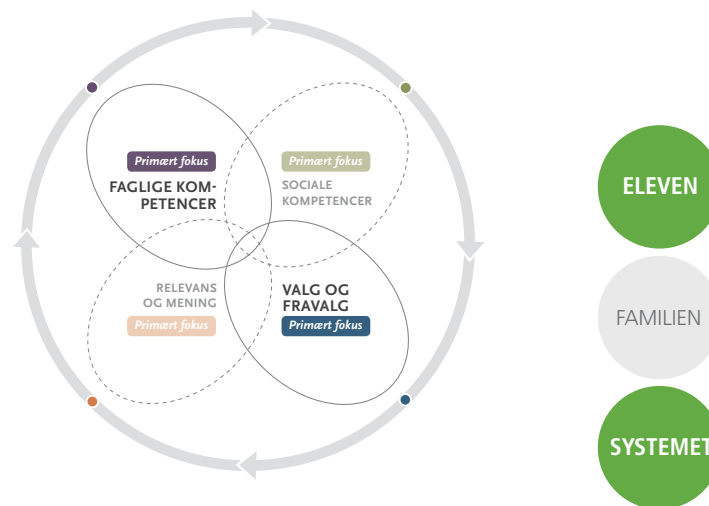 Primært fokus
FAGLIGE KOM-
PETENCER
Primært fokus
SOCIALE
KOMPETENCER
RELEVANS
OG MENING
Primært fokus
VALG OG
FRAVALG
Primært fokus
ELEVEN
FAMILIEN
SYSTEMET